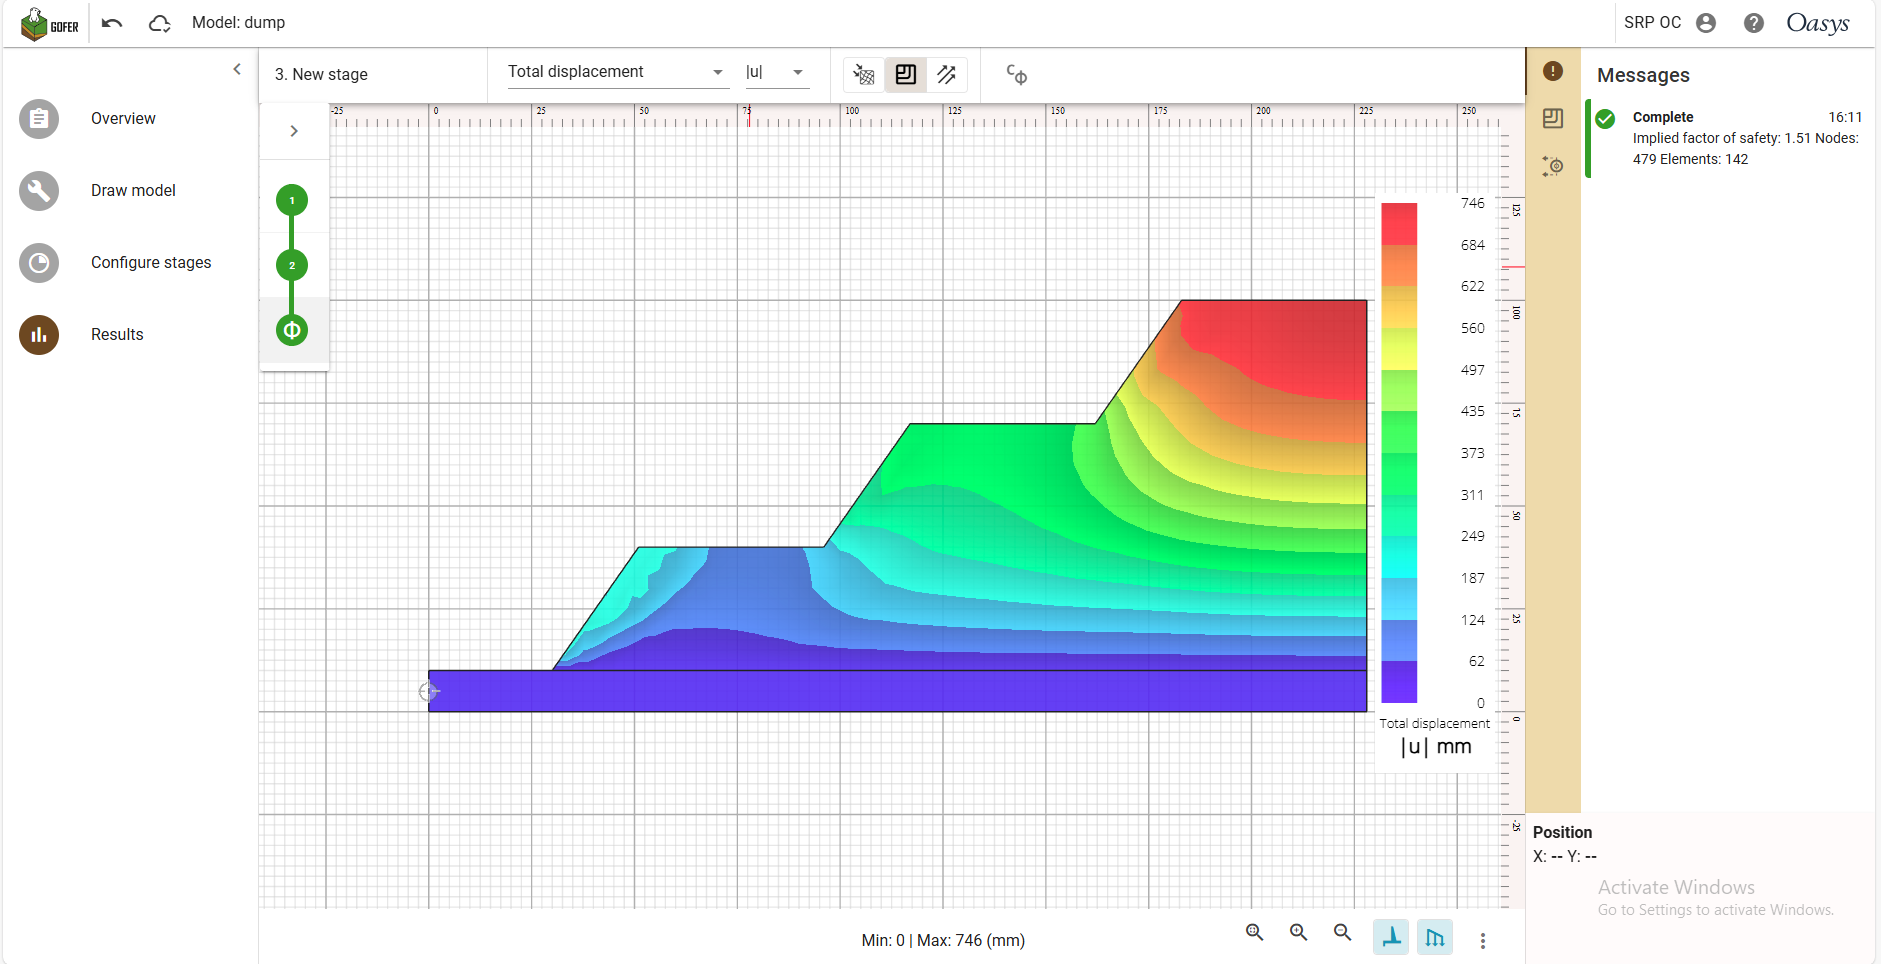 GOFER
Model: dump
SRP OC
Oasys
Overview
Draw model
Configure stages
Results
3. New stage
Total displacement
|u|
C
Φ
-25 0 25 50 75 100 125 150 175 200 225 250
1
2
Φ
125
100
75
50
25
0
-25
746
684
622
560
497
435
373
311
249
187
124
62
0
Total displacement
|u| mm
Min: 0 | Max: 746 (mm)
Messages
Complete 16:11
Implied factor of safety: 1.51 Nodes:
479 Elements: 142
Position
X: -- Y: --
Activate Windows
Go to Settings to activate Windows.